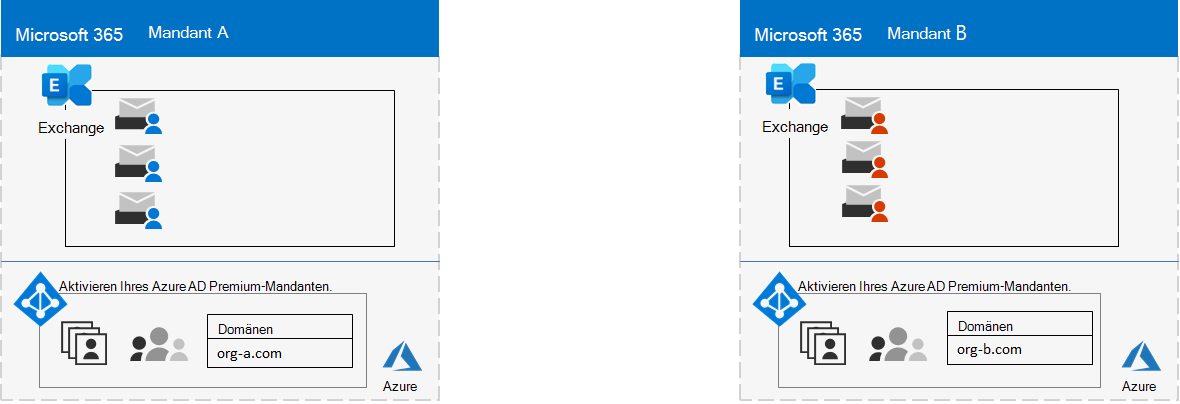 Microsoft 365 Mandant A
E
Exchange
Aktivieren Ihres Azure AD Premium-Mandanten.
Domänen
org-a.com
Azure
Microsoft 365 Mandant B
E
Exchange
Aktivieren Ihres Azure AD Premium-Mandanten.
Domänen
org-b.com
Azure